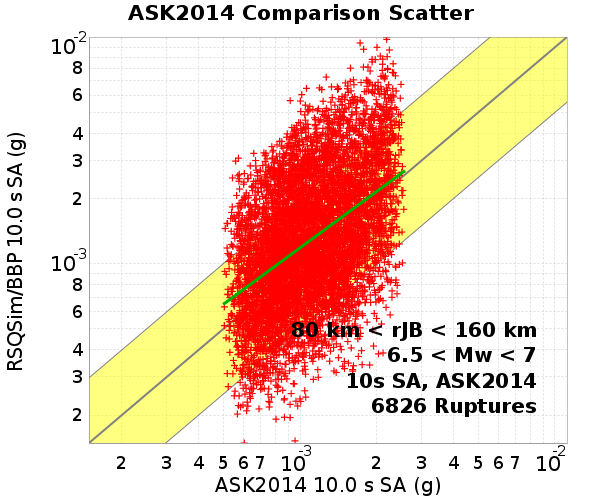 ASK2014 Comparison Scatter
RSQSim/BBP 10.0 s SA (g)
10⁻²
8
6
4
3
2
10⁻³
8
6
4
3
2
80 km < rJB < 160 km
6.5 < Mw < 7
10s SA, ASK2014
6826 Ruptures
2 3 4 5 6 7 10⁻³ 2 3 4 5 6 7 10⁻²
ASK2014 10.0 s SA (g)